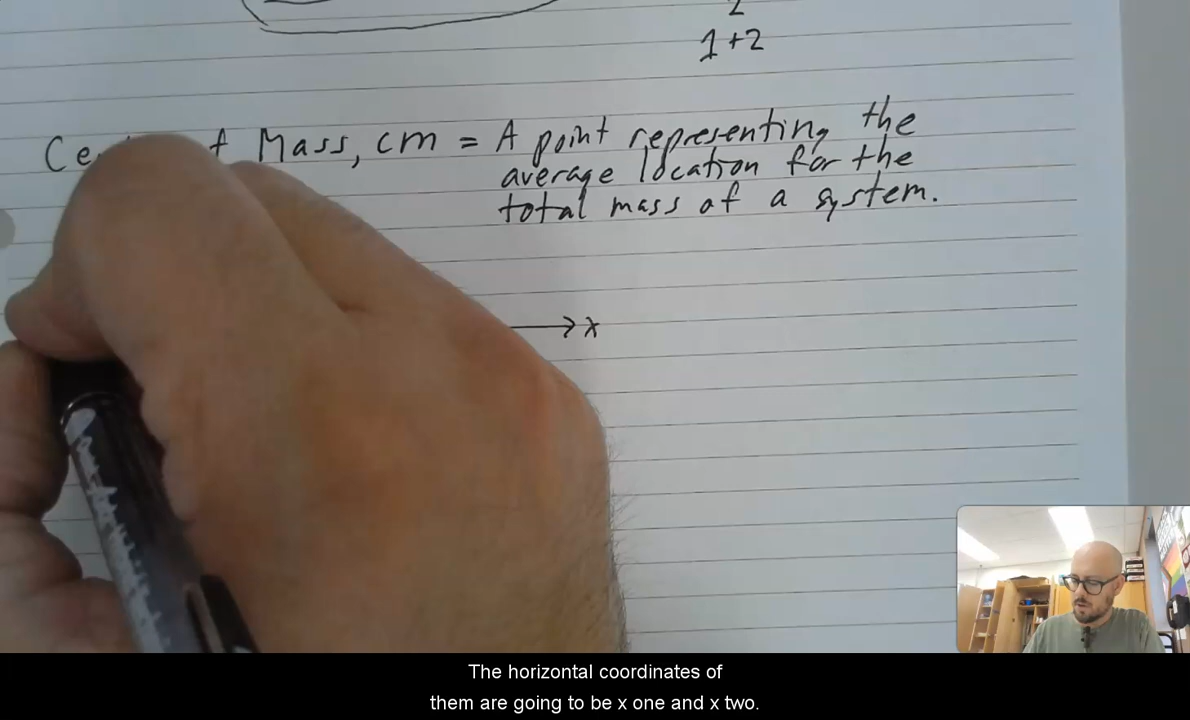 2
1+2
Mass, cm = A point representing the
average location for the
total mass of a system.
x
The horizontal coordinates of
them are going to be x one and x two.